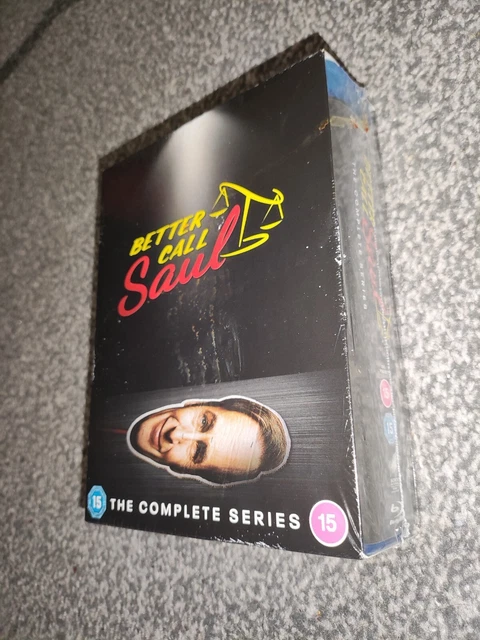 BETTER
CALL
Saul
15 THE COMPLETE SERIES 15